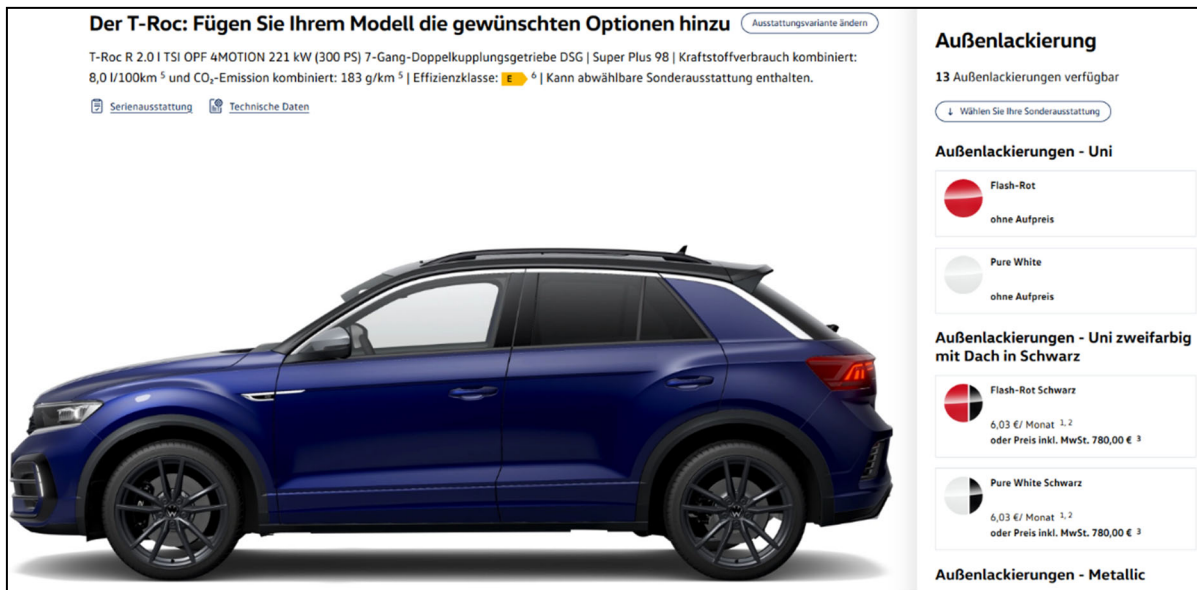 Der T-Roc: Fügen Sie Ihrem Modell die gewünschten Optionen hinzu
Ausstattungsvariante ändern
T-Roc R 2.0 l TSI OPF 4MOTION 221 kW (300 PS) 7-Gang-Doppelkupplungsgetriebe DSG | Super Plus 98 | Kraftstoffverbrauch kombiniert:
8,0 l/100km ⁵ und CO₂-Emission kombiniert: 183 g/km ⁵ | Effizienzklasse: E ⁶ | Kann abwählbare Sonderausstattung enthalten.
Serienausstattung
Technische Daten
Außenlackierung
13 Außenlackierungen verfügbar
↓ Wählen Sie Ihre Sonderausstattung
Außenlackierungen - Uni
Flash-Rot
ohne Aufpreis
Pure White
ohne Aufpreis
Außenlackierungen - Uni zweifarbig
mit Dach in Schwarz
Flash-Rot Schwarz
6,03 €/ Monat ¹˒ ²
oder Preis inkl. MwSt. 780,00 € ³
Pure White Schwarz
6,03 €/ Monat ¹˒ ²
oder Preis inkl. MwSt. 780,00 € ³
Außenlackierungen - Metallic